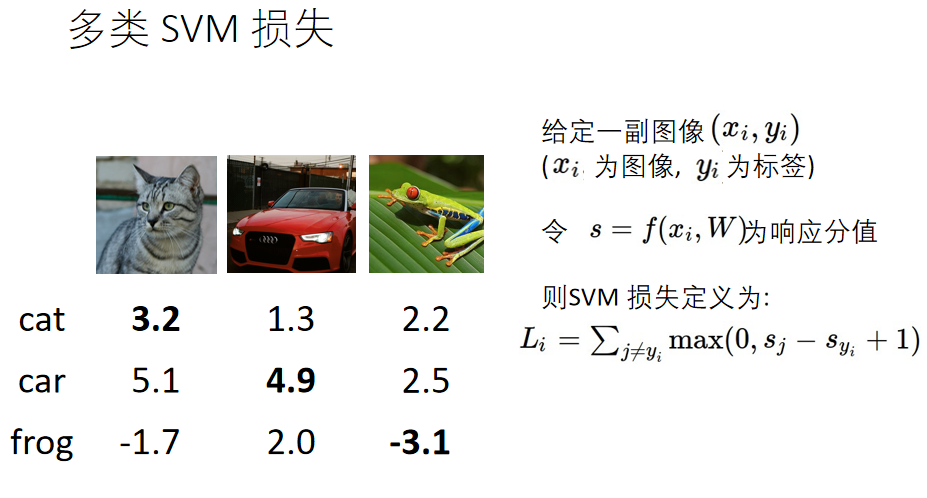 多类 SVM 损失
给定一副图像 (x_i, y_i)
(x_i 为图像, y_i 为标签)
令 s = f(x_i, W)为响应分值
则SVM 损失定义为:
L_i = ∑_{j≠y_i} max(0, s_j − s_{y_i} + 1)
cat 3.2 1.3 2.2
car 5.1 4.9 2.5
frog -1.7 2.0 -3.1